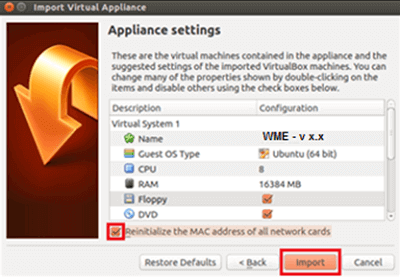 Import Virtual Appliance
Appliance settings
These are the virtual machines contained in the appliance and the
suggested settings of the imported VirtualBox machines. You can
change many of the properties shown by double-clicking on the
items and disable others using the check boxes below.
Description Configuration
Virtual System 1
Name WME - v x.x
Guest OS Type Ubuntu (64 bit)
CPU 8
RAM 16384 MB
Floppy
DVD
Reinitialize the MAC address of all network cards
Restore Defaults < Back Import Cancel